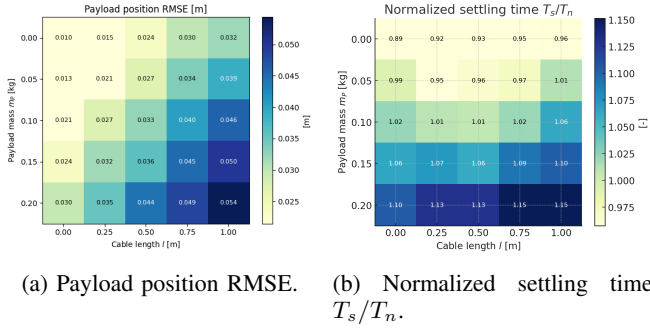 Payload position RMSE [m]
0.00 0.010 0.015 0.024 0.030 0.032
0.05 0.013 0.021 0.027 0.034 0.039
0.10 0.021 0.027 0.033 0.040 0.046
0.15 0.024 0.032 0.036 0.045 0.050
0.20 0.030 0.035 0.044 0.049 0.054
0.00 0.25 0.50 0.75 1.00
Cable length l [m]
Payload mass m_P [kg]
0.050
0.045
0.040
0.035
0.030
0.025
[m]
(a) Payload position RMSE.
Normalized settling time T_s/T_n
0.00 0.89 0.92 0.93 0.95 0.96
0.05 0.99 0.95 0.96 0.97 1.01
0.10 1.02 1.01 1.01 1.02 1.06
0.15 1.06 1.07 1.06 1.09 1.10
0.20 1.10 1.13 1.13 1.15 1.15
0.00 0.25 0.50 0.75 1.00
Cable length l [m]
Payload mass m_P [kg]
1.150
1.125
1.100
1.075
1.050
1.025
1.000
0.975
[-]
(b) Normalized settling time
T_s/T_n.